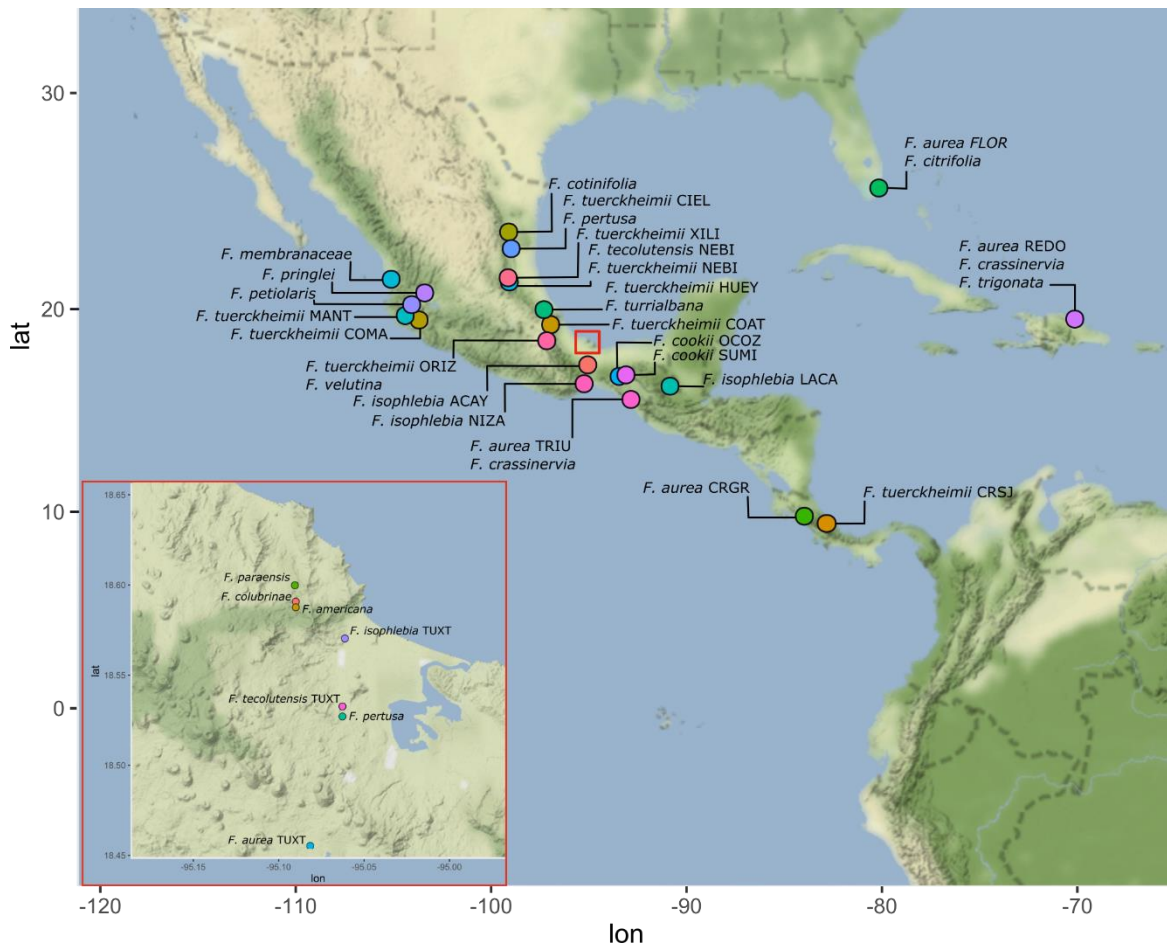 30
20
10
0
lat
-120
-110
-100
-90
-80
-70
lon
F. aurea FLOR
F. citrifolia
F. cotinifolia
F. tuerckheimii CIEL
F. pertusa
F. tuerckheimii XILI
F. tecolutensis NEBI
F. tuerckheimii NEBI
F. tuerckheimii HUEY
F. turrialbana
F. tuerckheimii COAT
F. cookii OCOZ
F. cookii SUMI
F. isophlebia LACA
F. aurea REDO
F. crassinervia
F. trigonata
F. membranaceae
F. pringlei
F. petiolaris
F. tuerckheimii MANT
F. tuerckheimii COMA
F. tuerckheimii ORIZ
F. velutina
F. isophlebia ACAY
F. isophlebia NIZA
F. aurea TRIU
F. crassinervia
F. aurea CRGR
F. tuerckheimii CRSJ
18.65
18.60
18.55
18.50
18.45
lat
F. paraensis
F. colubrinae
F. americana
F. isophlebia TUXT
F. tecolutensis TUXT
F. pertusa
F. aurea TUXT
-95.15
-95.10
-95.05
-95.00
lon